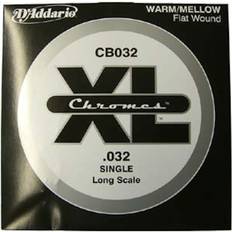 D'Addario
WARM/MELLOW
Flat Wound
CB032
XL
Chromes
.032
SINGLE
Long Scale